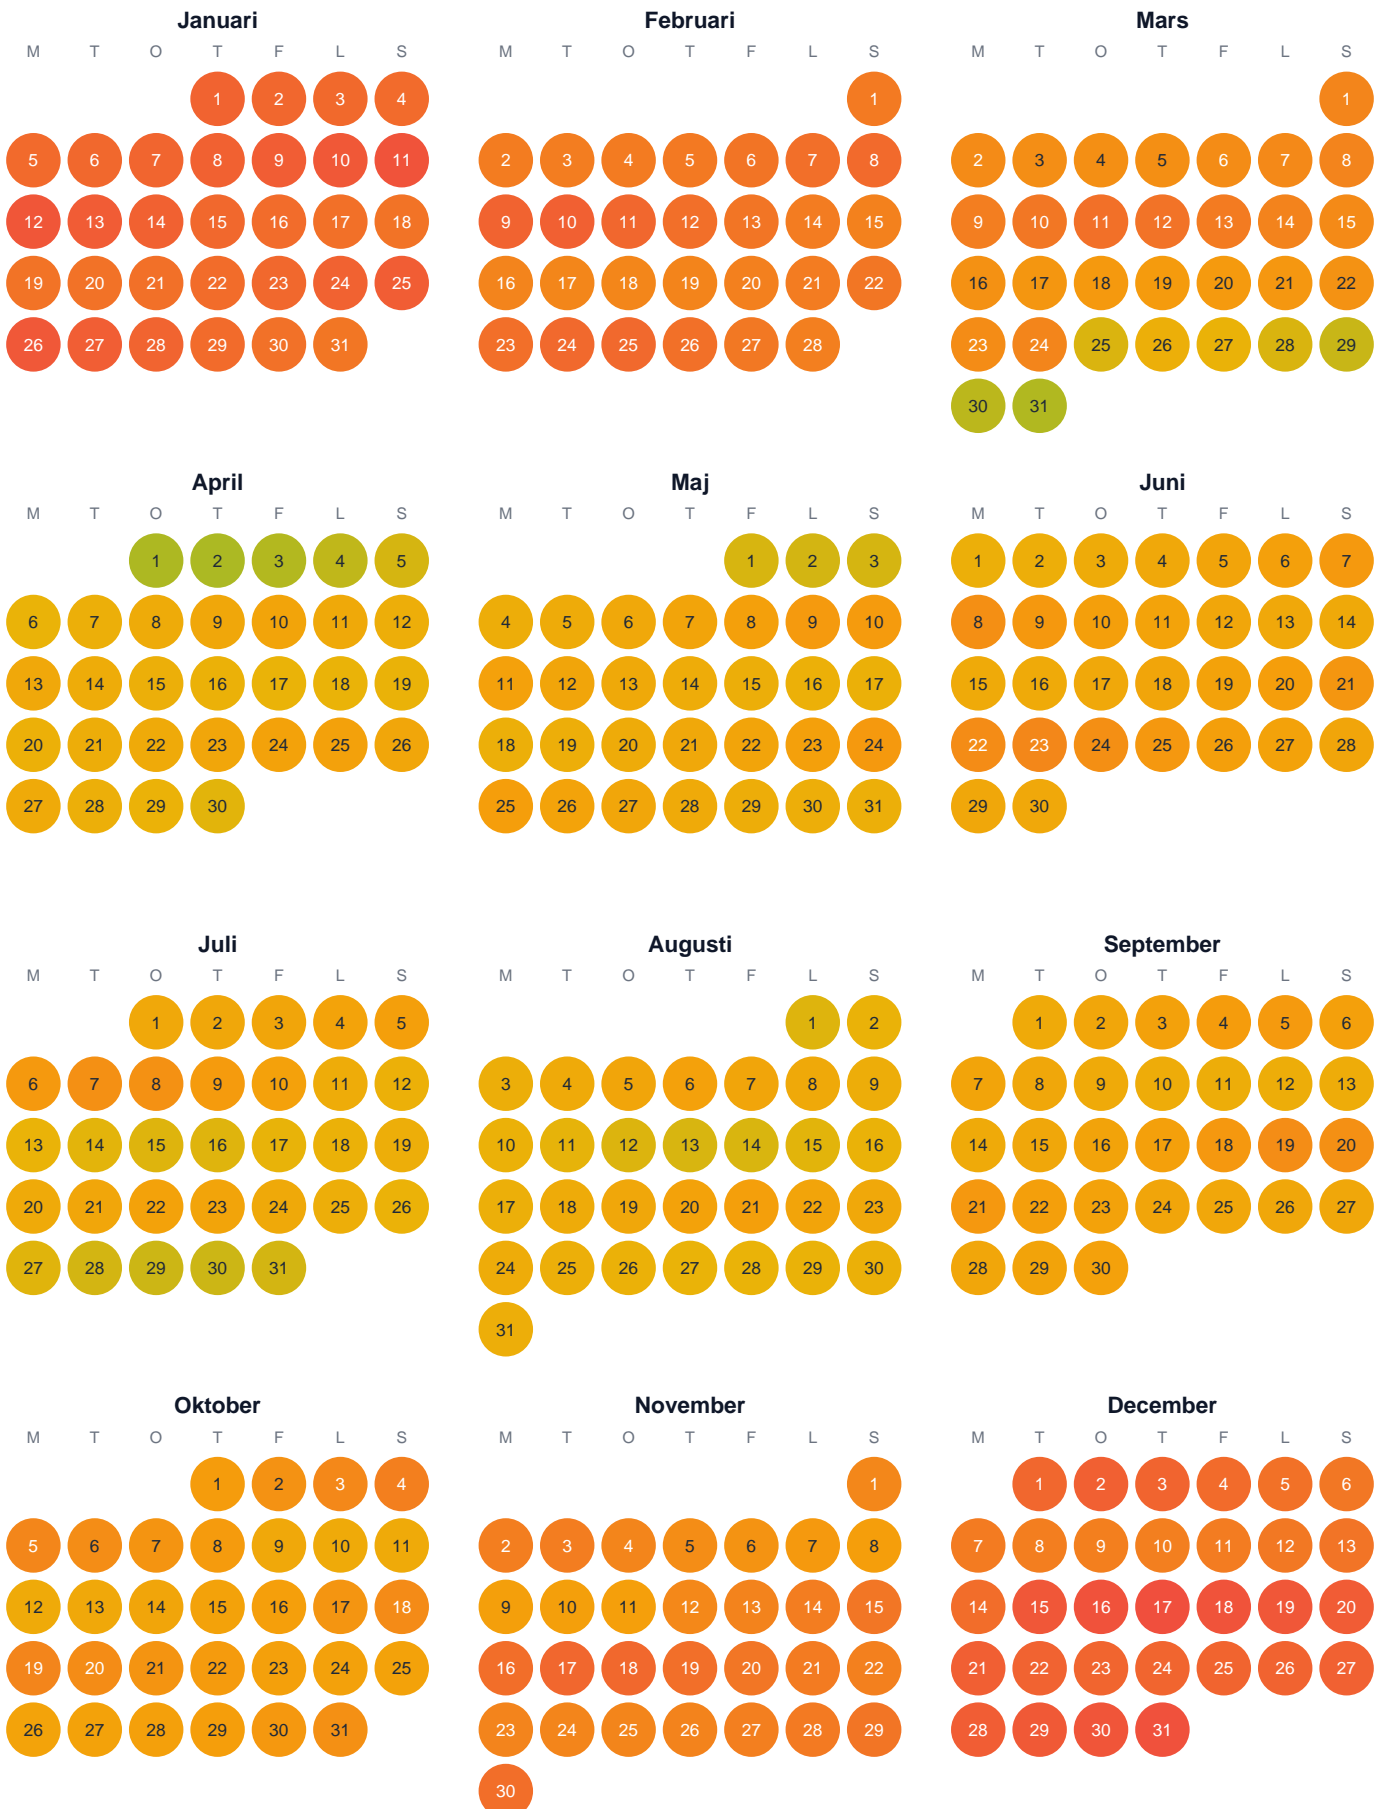 Januari Februari Mars
M T O T F L S M T O T F L S M T O T F L S
1 2 3 4 1 1
5 6 7 8 9 10 11 2 3 4 5 6 7 8 2 3 4 5 6 7 8
12 13 14 15 16 17 18 9 10 11 12 13 14 15 9 10 11 12 13 14 15
19 20 21 22 23 24 25 16 17 18 19 20 21 22 16 17 18 19 20 21 22
26 27 28 29 30 31 23 24 25 26 27 28 23 24 25 26 27 28 29
30 31
April Maj Juni
M T O T F L S M T O T F L S M T O T F L S
1 2 3 4 5 1 2 3 1 2 3 4 5 6 7
6 7 8 9 10 11 12 4 5 6 7 8 9 10 8 9 10 11 12 13 14
13 14 15 16 17 18 19 11 12 13 14 15 16 17 15 16 17 18 19 20 21
20 21 22 23 24 25 26 18 19 20 21 22 23 24 22 23 24 25 26 27 28
27 28 29 30 25 26 27 28 29 30 31 29 30
Juli Augusti September
M T O T F L S M T O T F L S M T O T F L S
1 2 3 4 5 1 2 1 2 3 4 5 6
6 7 8 9 10 11 12 3 4 5 6 7 8 9 7 8 9 10 11 12 13
13 14 15 16 17 18 19 10 11 12 13 14 15 16 14 15 16 17 18 19 20
20 21 22 23 24 25 26 17 18 19 20 21 22 23 21 22 23 24 25 26 27
27 28 29 30 31 24 25 26 27 28 29 30 28 29 30
31
Oktober November December
M T O T F L S M T O T F L S M T O T F L S
1 2 3 4 1 1 2 3 4 5 6
5 6 7 8 9 10 11 2 3 4 5 6 7 8 7 8 9 10 11 12 13
12 13 14 15 16 17 18 9 10 11 12 13 14 15 14 15 16 17 18 19 20
19 20 21 22 23 24 25 16 17 18 19 20 21 22 21 22 23 24 25 26 27
26 27 28 29 30 31 23 24 25 26 27 28 29 28 29 30 31
30